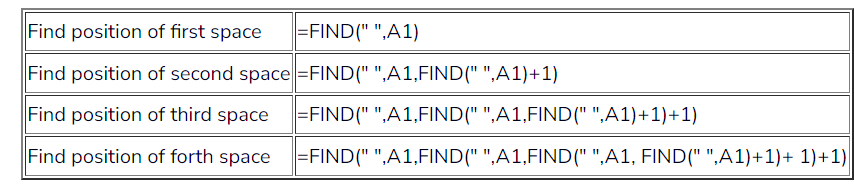 Find position of first space =FIND(" ",A1)
Find position of second space =FIND(" ",A1,FIND(" ",A1)+1)
Find position of third space =FIND(" ",A1,FIND(" ",A1,FIND(" ",A1)+1)+1)
Find position of forth space =FIND(" ",A1,FIND(" ",A1,FIND(" ",A1, FIND(" ",A1)+1)+ 1)+1)